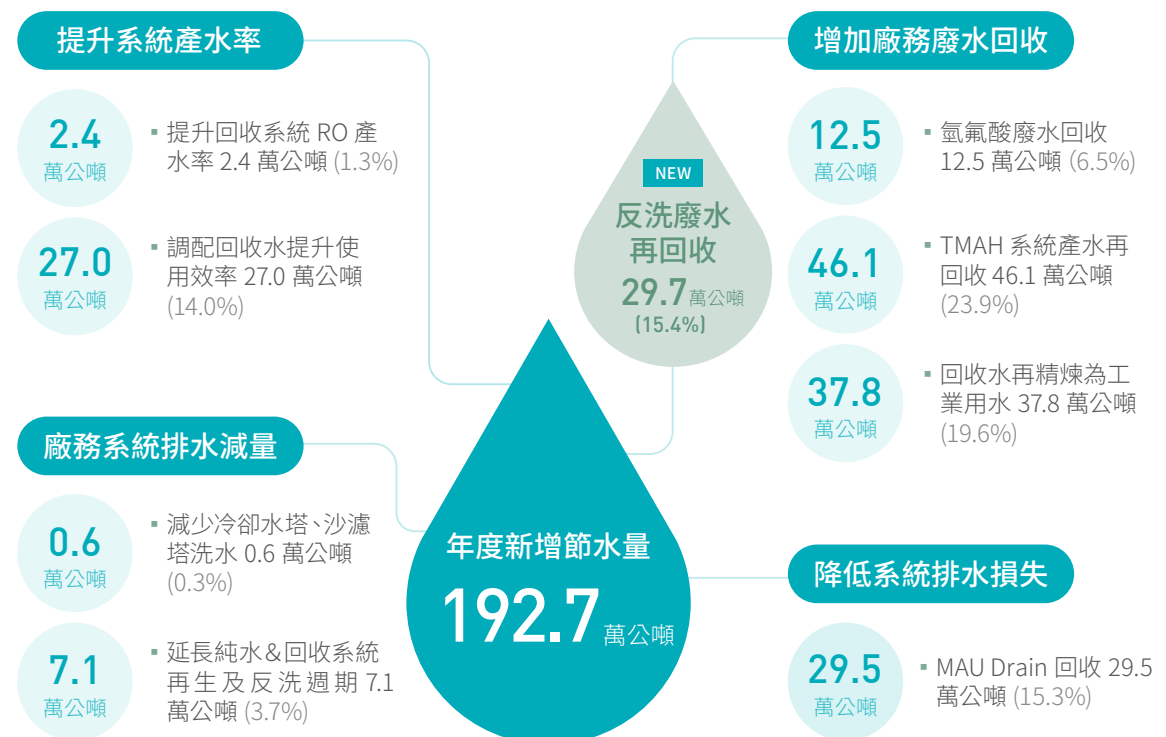 提升系統產水率
2.4
萬公噸
▪ 提升回收系統 RO 產
水率 2.4 萬公噸 (1.3%)
27.0
萬公噸
▪ 調配回收水提升使
用效率 27.0 萬公噸
(14.0%)
廠務系統排水減量
0.6
萬公噸
▪ 減少冷卻水塔、沙濾
塔洗水 0.6 萬公噸
(0.3%)
7.1
萬公噸
▪ 延長純水&回收系統
再生及反洗週期 7.1
萬公噸 (3.7%)
NEW
反洗廢水
再回收
29.7 萬公噸
(15.4%)
年度新增節水量
192.7 萬公噸
增加廠務廢水回收
12.5
萬公噸
▪ 氫氟酸廢水回收
12.5 萬公噸 (6.5%)
46.1
萬公噸
▪ TMAH 系統產水再
回收 46.1 萬公噸
(23.9%)
37.8
萬公噸
▪ 回收水再精煉為工
業用水 37.8 萬公噸
(19.6%)
降低系統排水損失
29.5
萬公噸
▪ MAU Drain 回收 29.5
萬公噸 (15.3%)